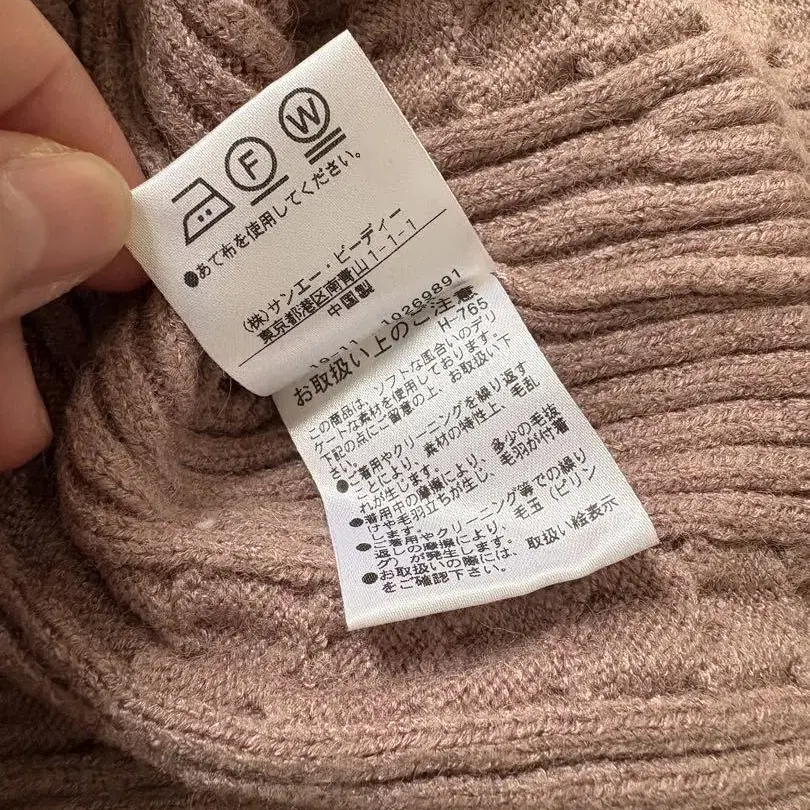 F W
●あて布を使用してください。
(株)サンエー・ビーディー
東京都港区南青山1-1-1
中国製
10269891
お取扱い上のご注意
H-765
この商品は、ソフトな風合いのデリ
ケートな素材を使用しております。
下記の点にご留意の上、お取扱い下
さい。
●ご着用やクリーニングを繰り返す
ことにより、素材の特性上、毛乱
れが生じます。
●着用中の摩擦により、多少の毛抜
けや毛羽立ちが生じ、毛羽が付着
します。
●ご着用やクリーニング等での繰り
返しの摩擦により、毛玉（ピリン
グ）が発生します。
●お取扱いの際には、取扱い絵表示
をご確認下さい。